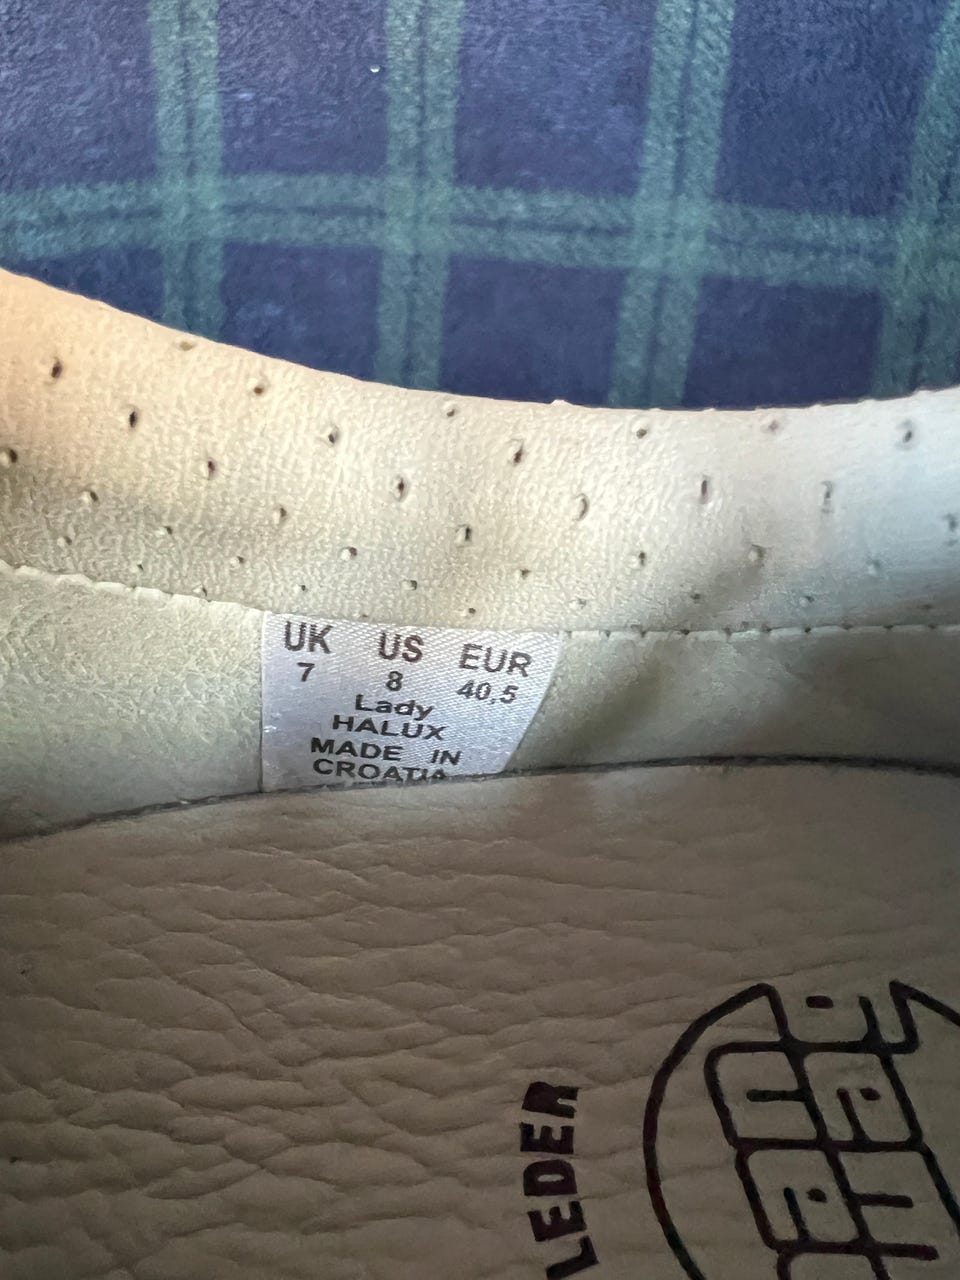 UK US EUR
7 8 40,5
Lady
HALUX
MADE IN
CROATIA
LEDER